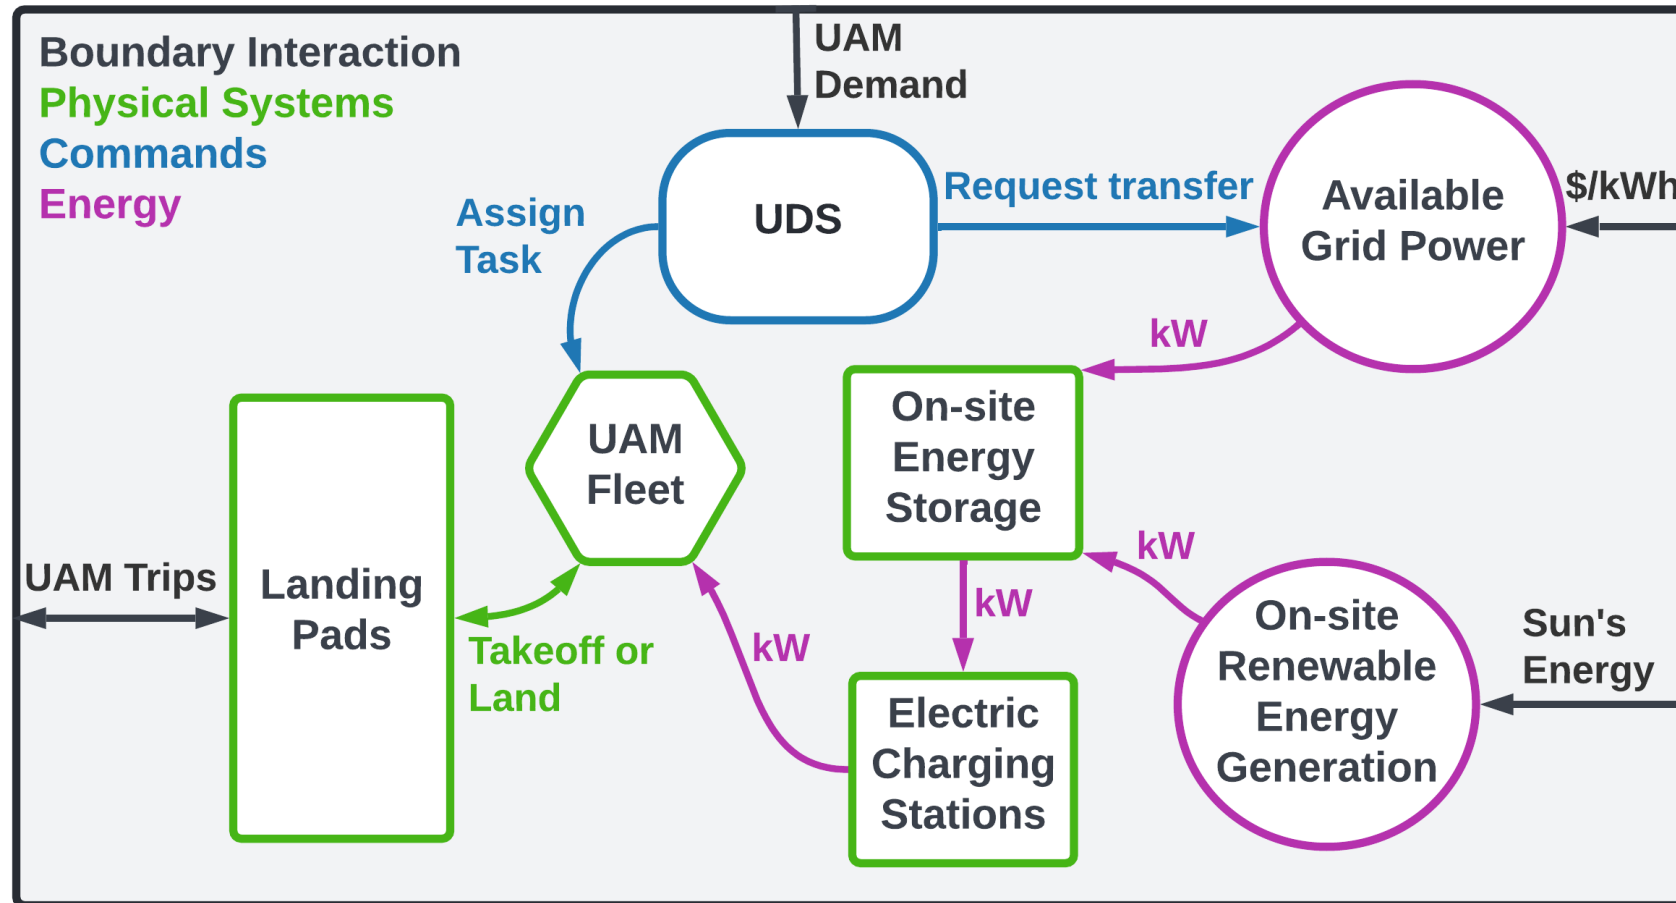 Boundary Interaction
Physical Systems
Commands
Energy
UAM
Demand
UDS
Request transfer
Available
Grid Power
$/kWh
Assign
Task
kW
UAM
Fleet
On-site
Energy
Storage
kW
UAM Trips
Landing
Pads
Takeoff or
Land
kW
kW
Electric
Charging
Stations
On-site
Renewable
Energy
Generation
Sun's
Energy